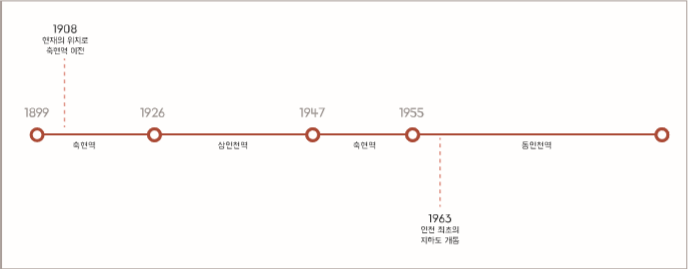 1908
현재의 위치로
축현역 이전
1899
1926
1947
1955
축현역
상인천역
축현역
동인천역
1963
인천 최초의
지하도 개통